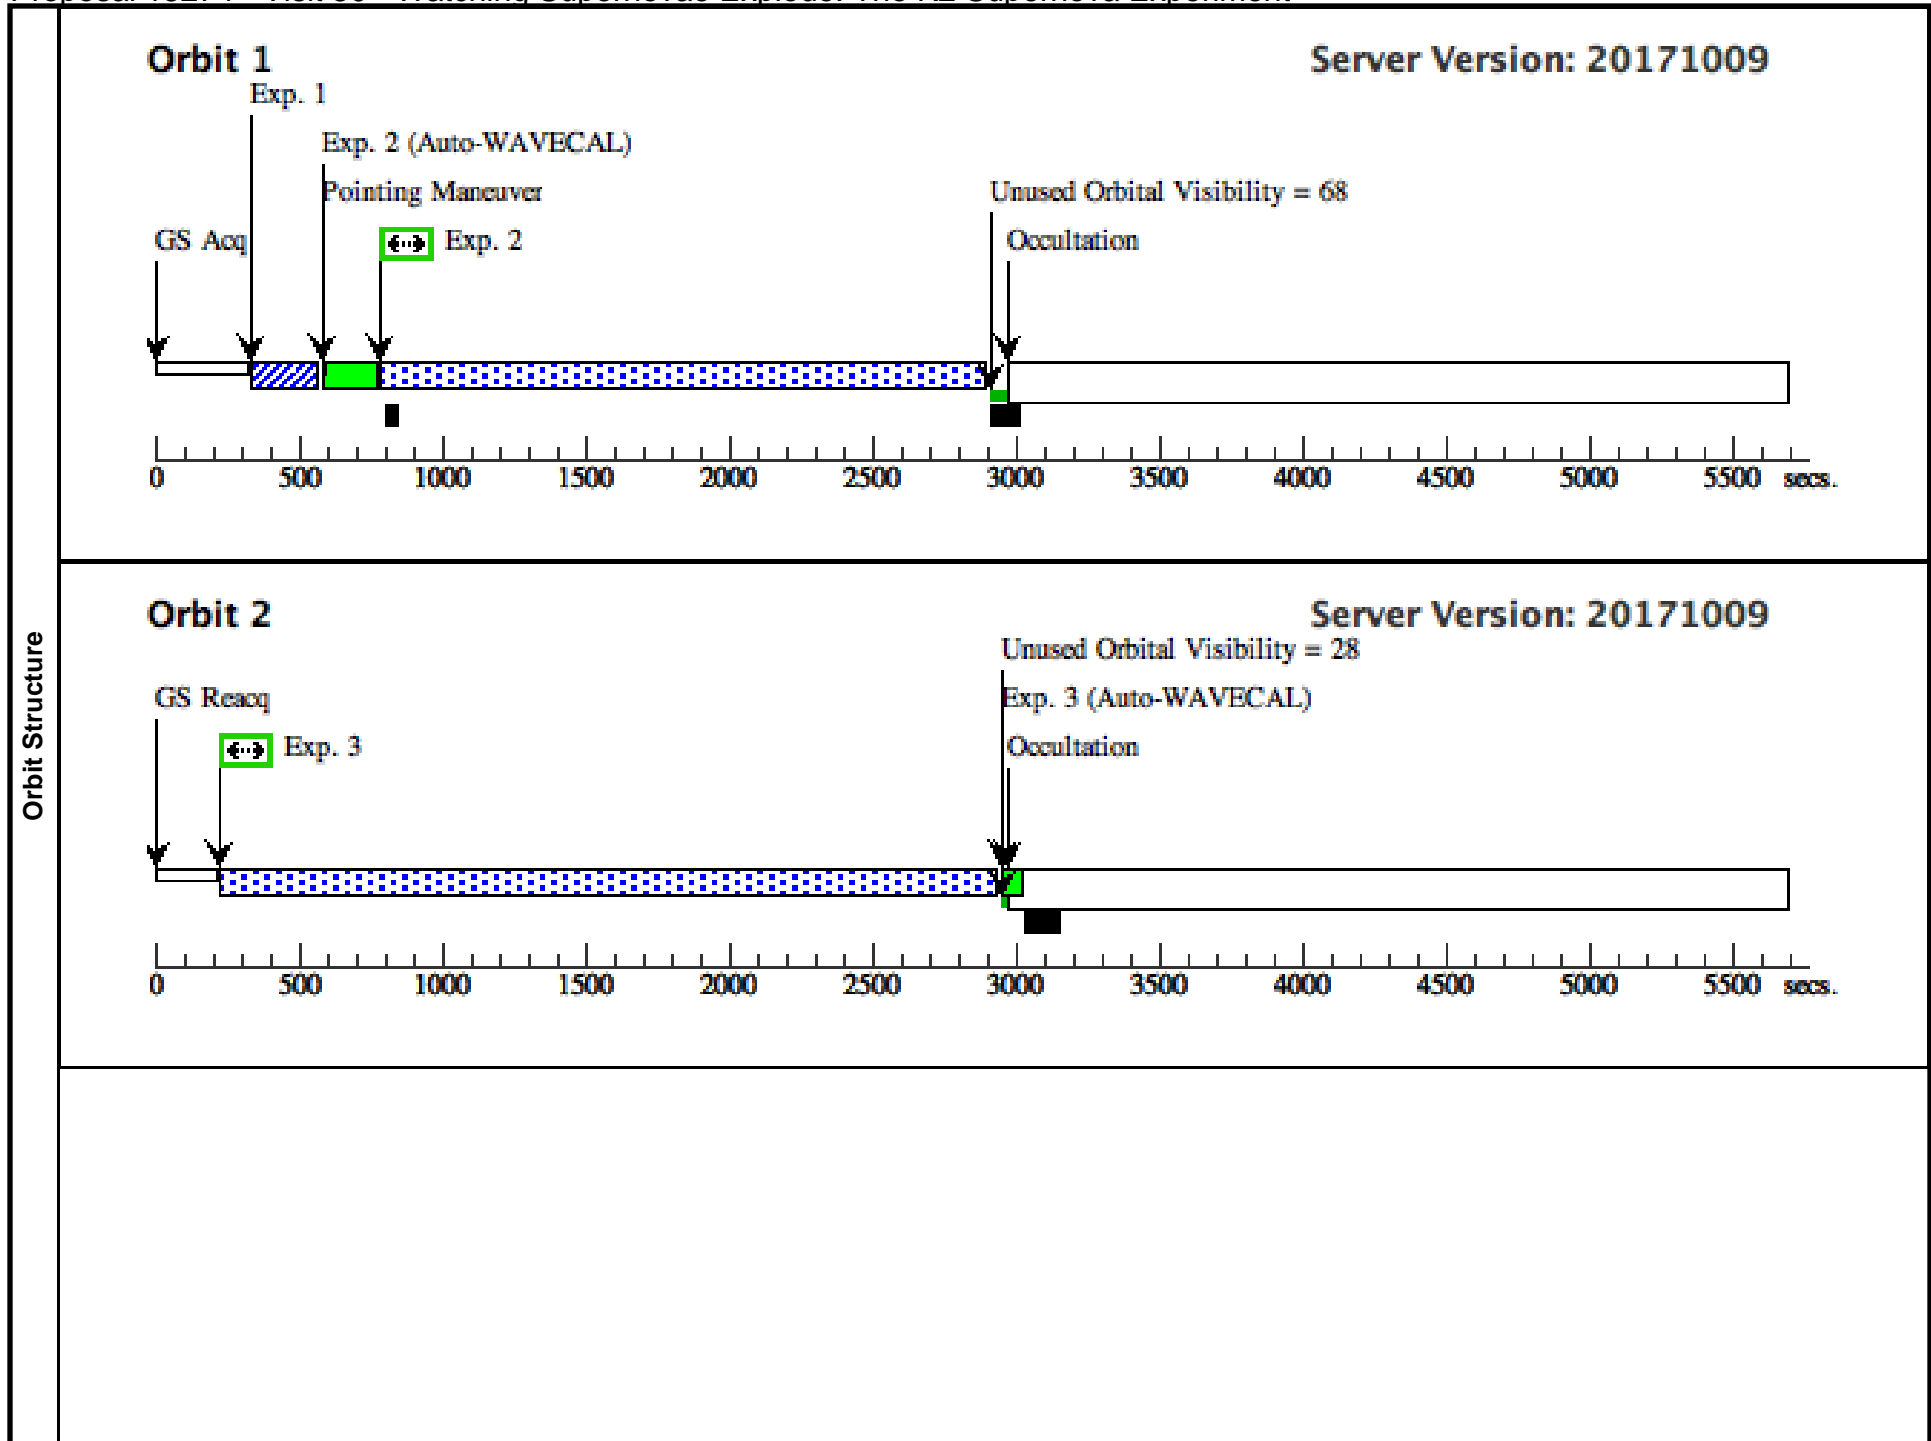 Orbit 1
Server Version: 20171009
Exp. 1
Exp. 2 (Auto-WAVECAL)
Pointing Maneuver
Unused Orbital Visibility = 68
GS Acq
Exp. 2
Occultation
0 500 1000 1500 2000 2500 3000 3500 4000 4500 5000 5500 secs.
Orbit Structure
Orbit 2
Server Version: 20171009
Unused Orbital Visibility = 28
GS Reacq
Exp. 3 (Auto-WAVECAL)
Exp. 3
Occultation
0 500 1000 1500 2000 2500 3000 3500 4000 4500 5000 5500 secs.